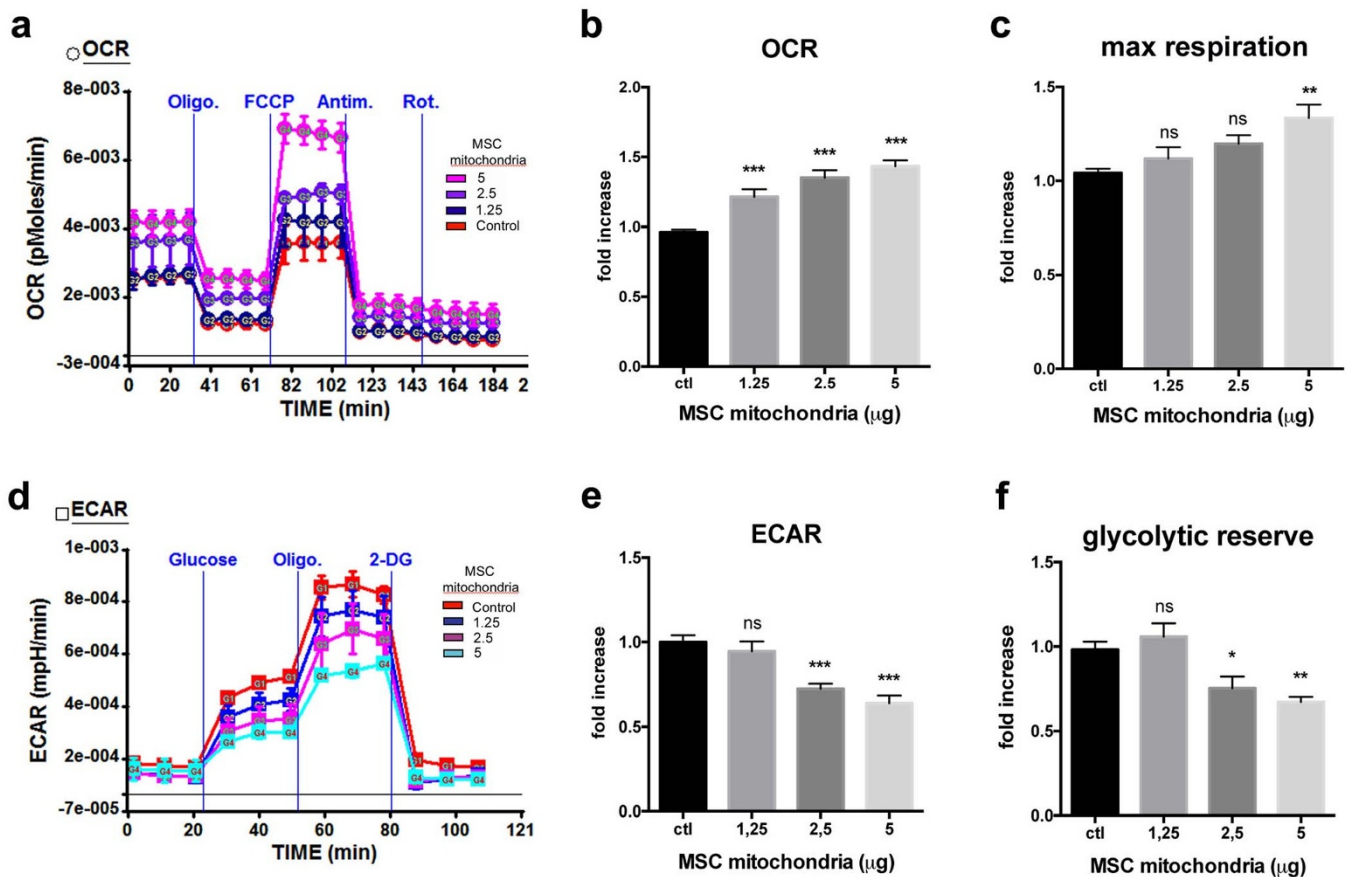 a
OCR
8e-003
6e-003
4e-003
2e-003
-3e-004
OCR (pMoles/min)
Oligo.
FCCP
Antim.
Rot.
MSC
mitochondria
5
2.5
1.25
Control
0
20
41
61
82
102
123
143
164
184
2
TIME (min)
b
OCR
2.0
1.5
1.0
0.5
0.0
fold increase
***
***
***
ctl
1.25
2.5
5
MSC mitochondria (μg)
c
max respiration
1.5
1.0
0.5
0.0
fold increase
ns
ns
**
ctl
1.25
2.5
5
MSC mitochondria (μg)
d
ECAR
1e-003
8e-004
6e-004
4e-004
2e-004
-7e-005
ECAR (mpH/min)
Glucose
Oligo.
2-DG
MSC
mitochondria
Control
1.25
2.5
5
0
20
40
60
80
100
121
TIME (min)
e
ECAR
1.5
1.0
0.5
0.0
fold increase
ns
***
***
ctl
1,25
2,5
5
MSC mitochondria (μg)
f
glycolytic reserve
1.5
1.0
0.5
0.0
fold increase
ns
*
**
ctl
1,25
2,5
5
MSC mitochondria (μg)